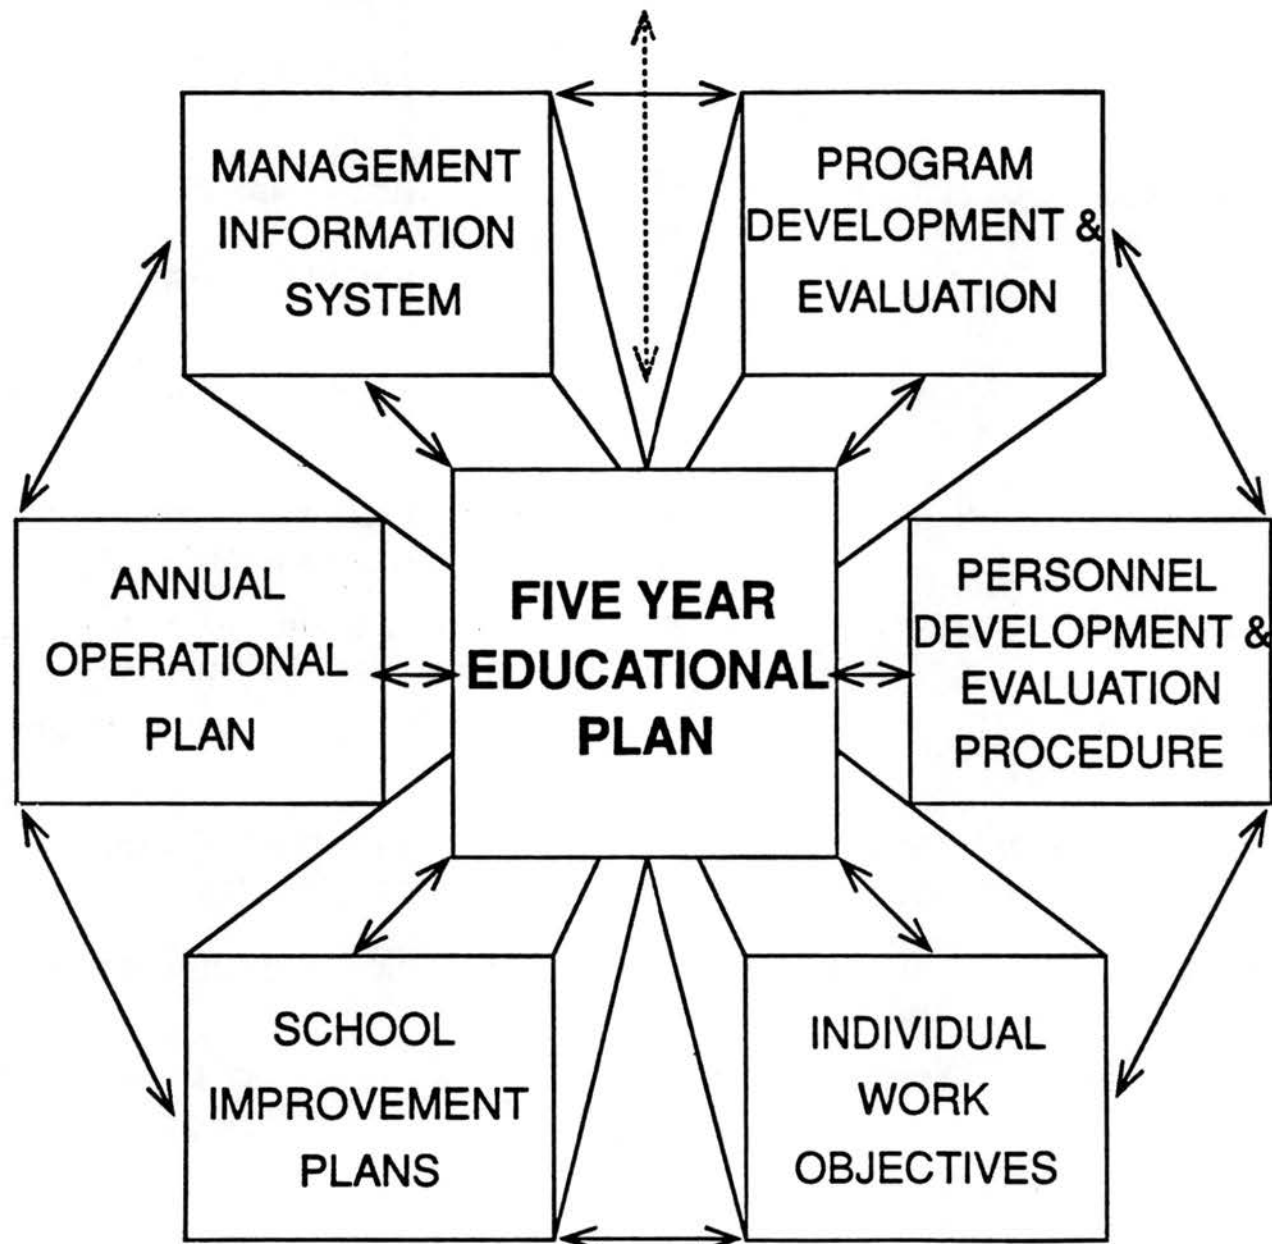 MANAGEMENT
INFORMATION
SYSTEM
PROGRAM
DEVELOPMENT &
EVALUATION
ANNUAL
OPERATIONAL
PLAN
FIVE YEAR
EDUCATIONAL
PLAN
PERSONNEL
DEVELOPMENT &
EVALUATION
PROCEDURE
SCHOOL
IMPROVEMENT
PLANS
INDIVIDUAL
WORK
OBJECTIVES